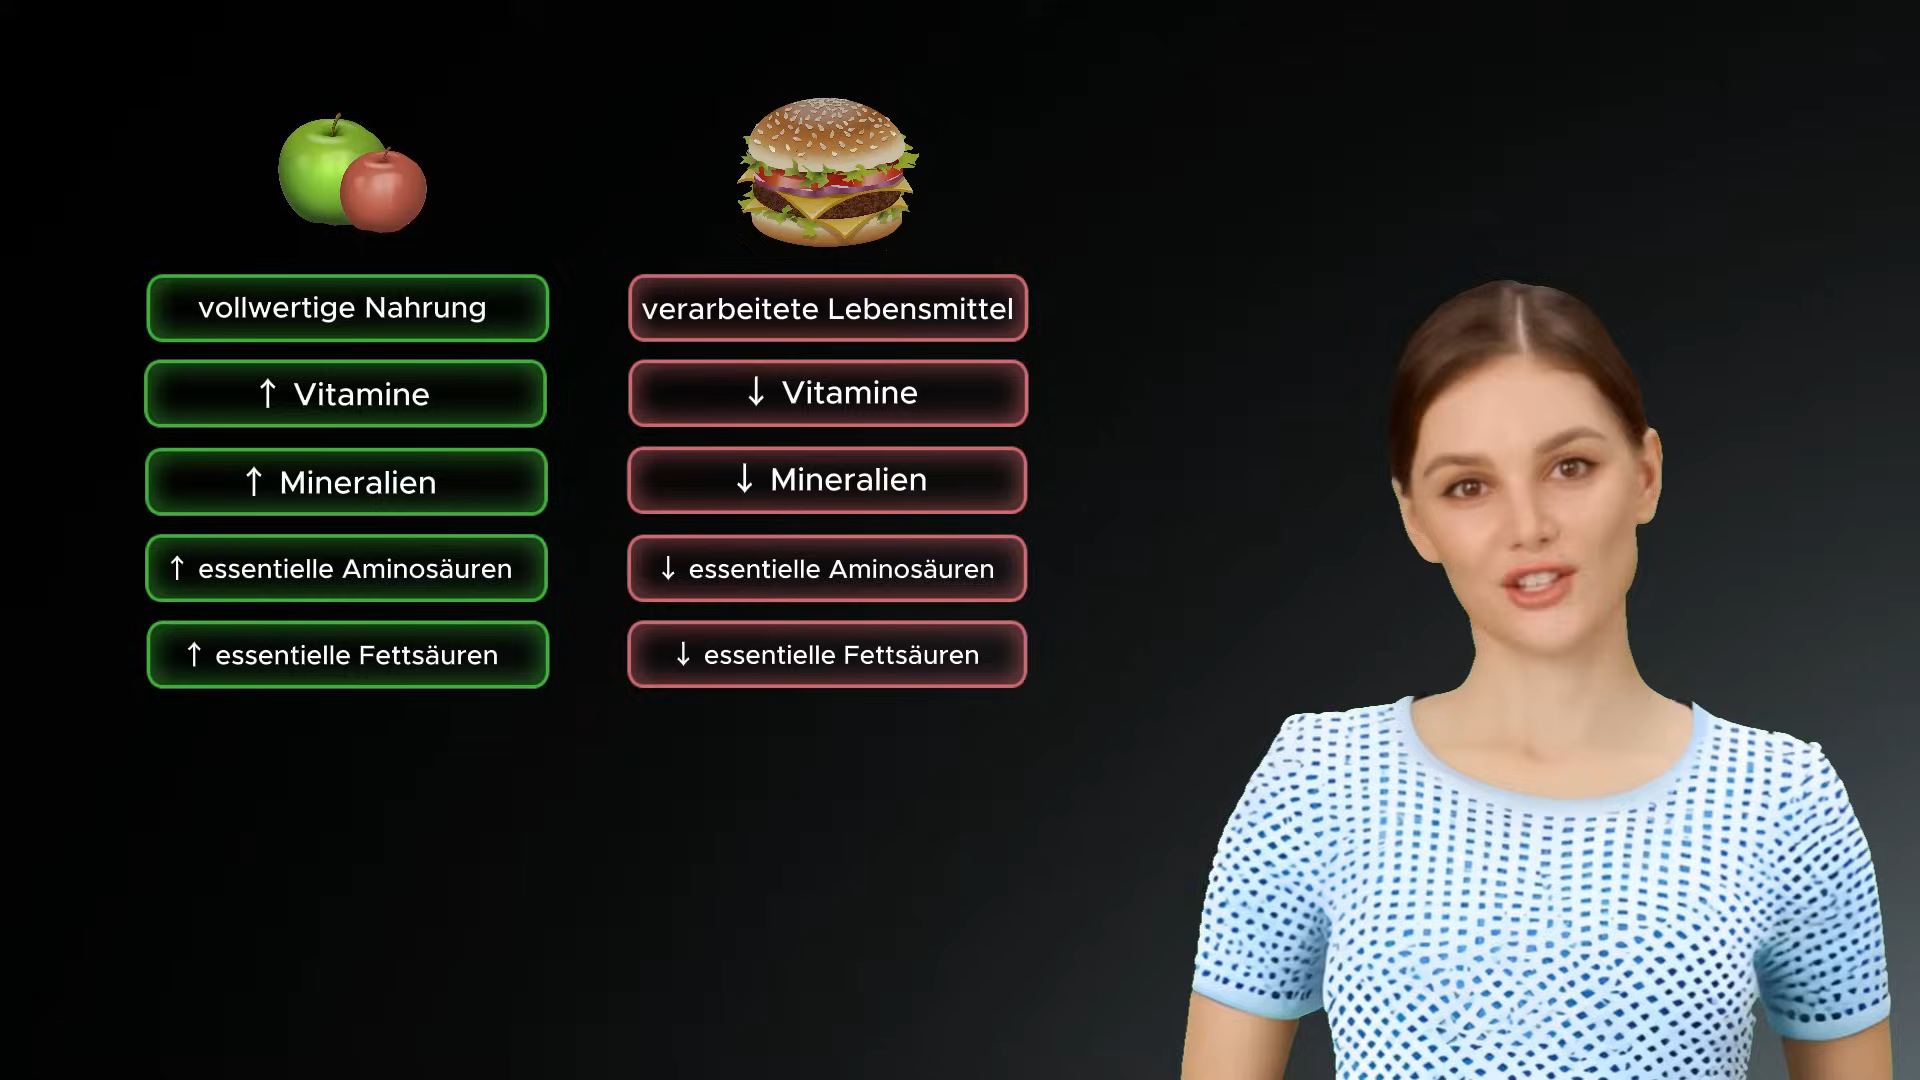 vollwertige Nahrung
↑ Vitamine
↑ Mineralien
↑ essentielle Aminosäuren
↑ essentielle Fettsäuren
verarbeitete Lebensmittel
↓ Vitamine
↓ Mineralien
↓ essentielle Aminosäuren
↓ essentielle Fettsäuren